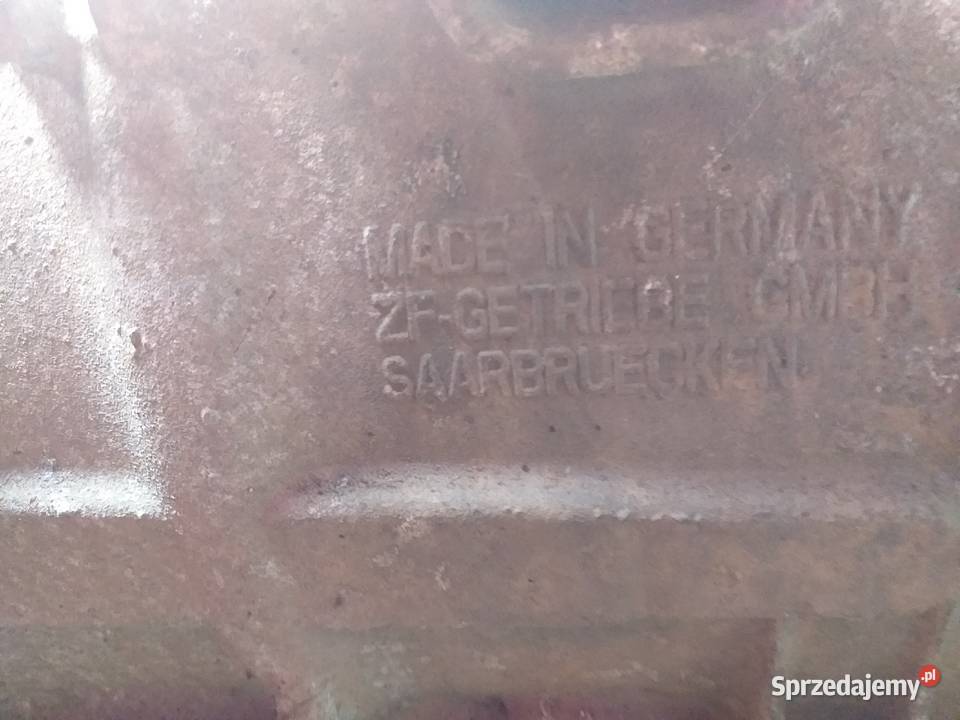 MADE IN GERMANY
ZF-GETRIEBE GMBH
SAARBRUECKEN
Sprzedajemy.pl